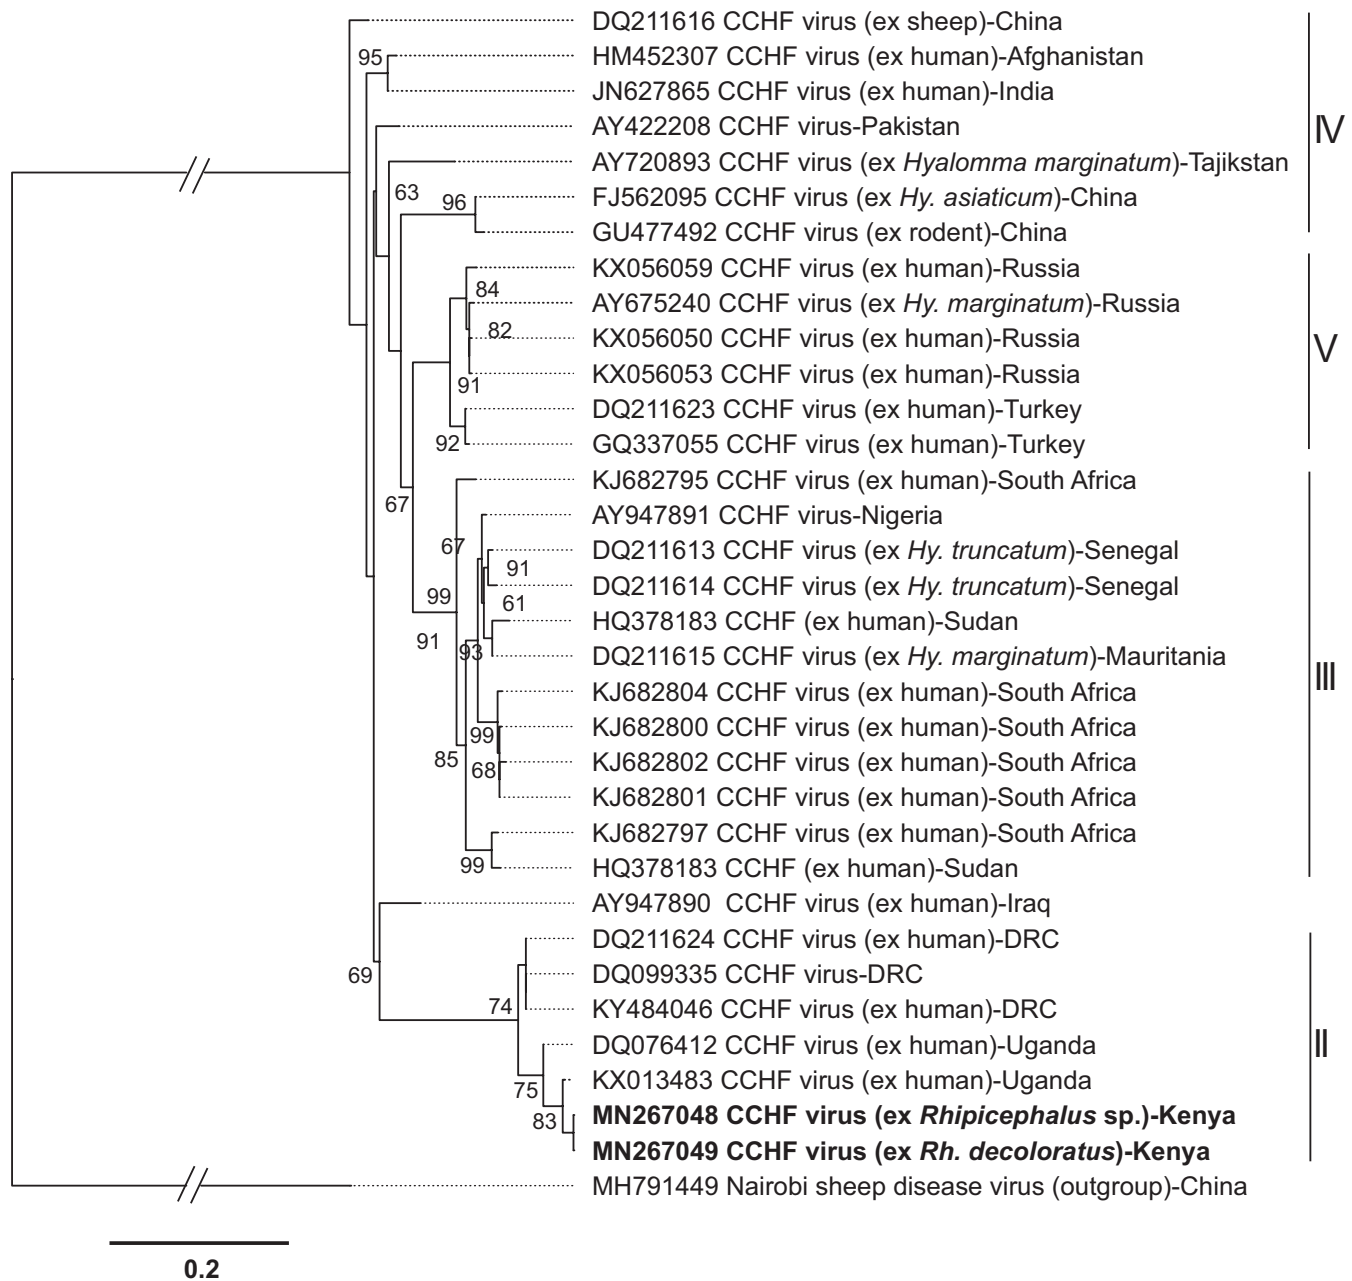 DQ211616 CCHF virus (ex sheep)-China
95
HM452307 CCHF virus (ex human)-Afghanistan
JN627865 CCHF virus (ex human)-India
AY422208 CCHF virus-Pakistan
IV
AY720893 CCHF virus (ex Hyalomma marginatum)-Tajikstan
63
96
FJ562095 CCHF virus (ex Hy. asiaticum)-China
GU477492 CCHF virus (ex rodent)-China
KX056059 CCHF virus (ex human)-Russia
84
AY675240 CCHF virus (ex Hy. marginatum)-Russia
82
KX056050 CCHF virus (ex human)-Russia
V
KX056053 CCHF virus (ex human)-Russia
91
DQ211623 CCHF virus (ex human)-Turkey
92
GQ337055 CCHF virus (ex human)-Turkey
KJ682795 CCHF virus (ex human)-South Africa
67
AY947891 CCHF virus-Nigeria
67
DQ211613 CCHF virus (ex Hy. truncatum)-Senegal
91
DQ211614 CCHF virus (ex Hy. truncatum)-Senegal
99
61
HQ378183 CCHF (ex human)-Sudan
91
93
DQ211615 CCHF virus (ex Hy. marginatum)-Mauritania
III
KJ682804 CCHF virus (ex human)-South Africa
KJ682800 CCHF virus (ex human)-South Africa
99
85
KJ682802 CCHF virus (ex human)-South Africa
68
KJ682801 CCHF virus (ex human)-South Africa
KJ682797 CCHF virus (ex human)-South Africa
99
HQ378183 CCHF (ex human)-Sudan
AY947890 CCHF virus (ex human)-Iraq
DQ211624 CCHF virus (ex human)-DRC
69
DQ099335 CCHF virus-DRC
74
KY484046 CCHF virus (ex human)-DRC
DQ076412 CCHF virus (ex human)-Uganda
II
75
KX013483 CCHF virus (ex human)-Uganda
83
MN267048 CCHF virus (ex Rhipicephalus sp.)-Kenya
MN267049 CCHF virus (ex Rh. decoloratus)-Kenya
MH791449 Nairobi sheep disease virus (outgroup)-China
0.2